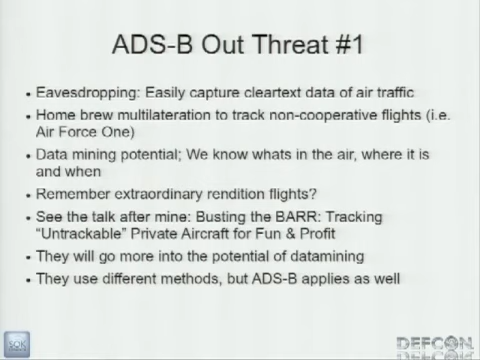 ADS-B Out Threat #1
• Eavesdropping: Easily capture cleartext data of air traffic
• Home brew multilateration to track non-cooperative flights (i.e.
Air Force One)
• Data mining potential; We know whats in the air, where it is
and when
• Remember extraordinary rendition flights?
• See the talk after mine: Busting the BARR: Tracking
"Untrackable" Private Aircraft for Fun & Profit
• They will go more into the potential of datamining
• They use different methods, but ADS-B applies as well
DEFCON